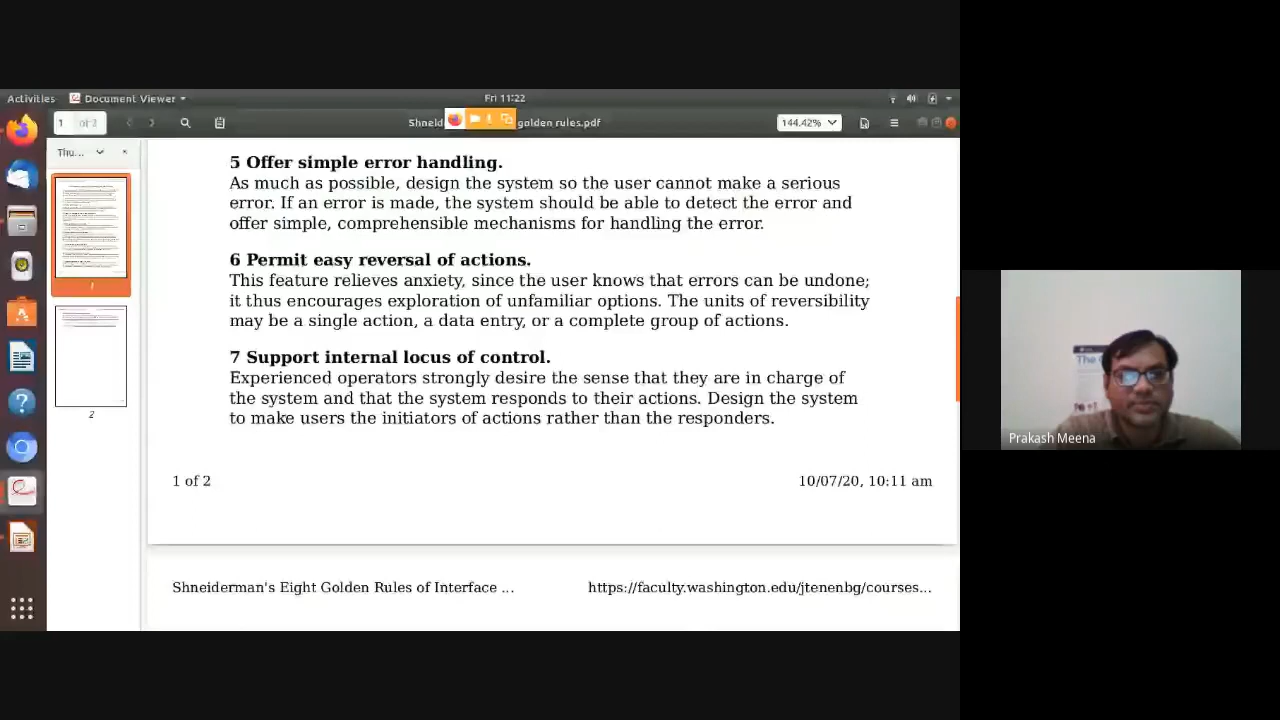 Activities
Document Viewer
Fri 11:22
1 of 2
golden rules.pdf
144.42%
Thu...
5 Offer simple error handling.
As much as possible, design the system so the user cannot make a serious
error. If an error is made, the system should be able to detect the error and
offer simple, comprehensible mechanisms for handling the error.
6 Permit easy reversal of actions.
This feature relieves anxiety, since the user knows that errors can be undone;
it thus encourages exploration of unfamiliar options. The units of reversibility
may be a single action, a data entry, or a complete group of actions.
7 Support internal locus of control.
Experienced operators strongly desire the sense that they are in charge of
the system and that the system responds to their actions. Design the system
to make users the initiators of actions rather than the responders.
1 of 2
10/07/20, 10:11 am
Shneiderman's Eight Golden Rules of Interface ...
https://faculty.washington.edu/jtenenbg/courses...
1
2
Prakash Meena